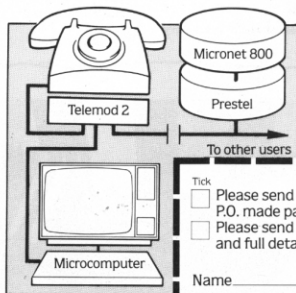 Micronet 800
Telemod 2
Prestel
To other users
Microcomputer
Tick
Please send
P.O. made pa
Please send
and full deta
Name